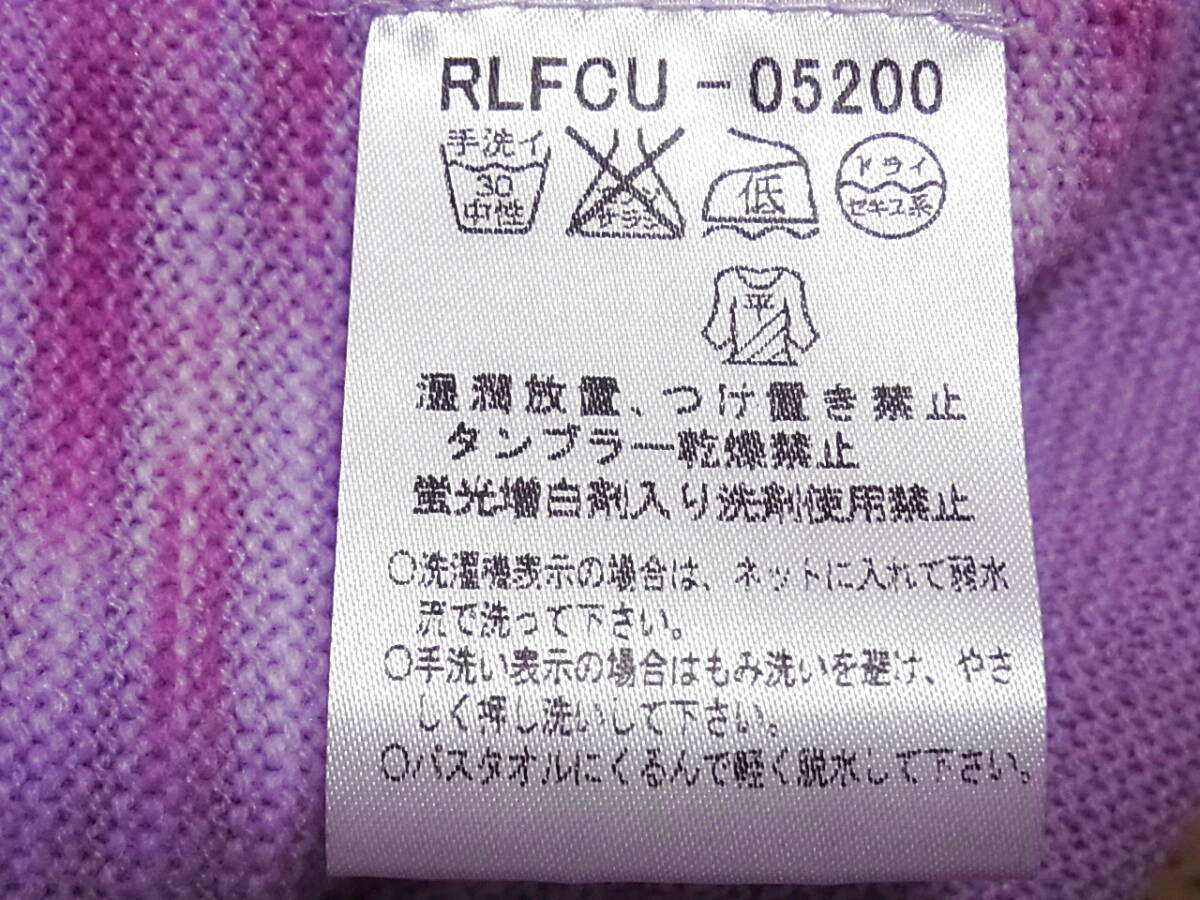 RLFCU-05200
手洗イ
30
中性
低
ドライ
セキユ系
平
湿潤放置、つけ置き禁止
タンブラー乾燥禁止
蛍光増白剤入り洗剤使用禁止
○洗濯機表示の場合は、ネットに入れて弱水
流で洗って下さい。
○手洗い表示の場合はもみ洗いを避け、やさ
しく押し洗いして下さい。
○バスタオルにくるんで軽く脱水して下さい。